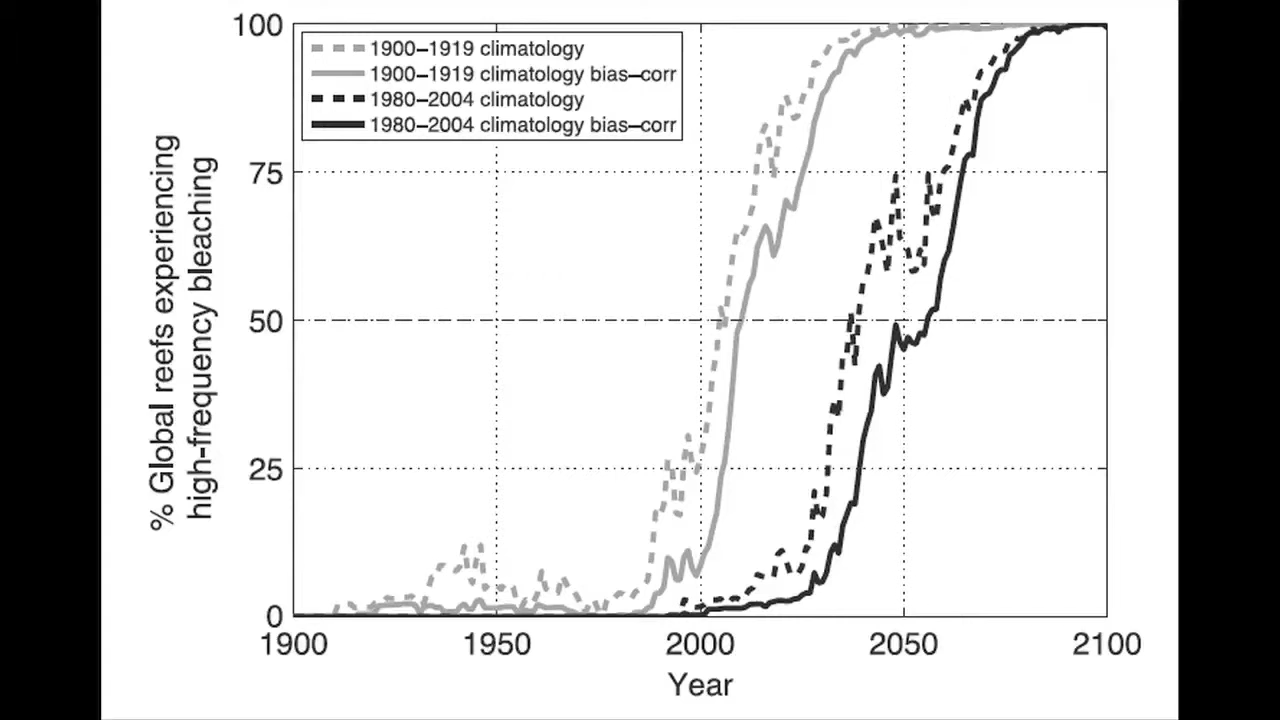 100
1900–1919 climatology
1900–1919 climatology bias–corr
1980–2004 climatology
1980–2004 climatology bias–corr
75
% Global reefs experiencing
high-frequency bleaching
50
25
0
1900
1950
2000
2050
2100
Year